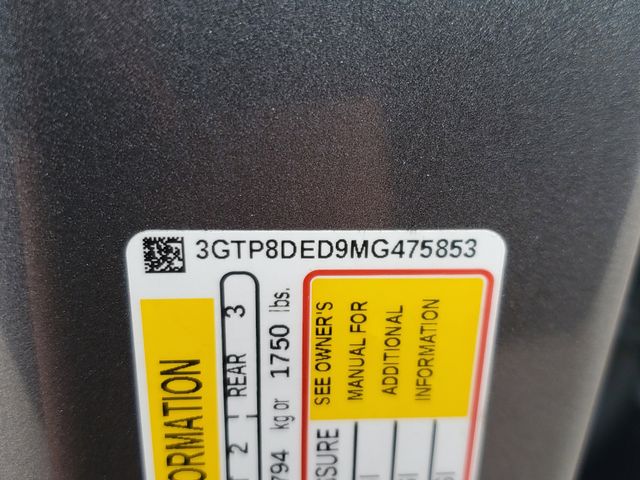 3GTP8DED9MG475853
ORMATION
2 REAR 3
794 kg or 1750 lbs.
SEE OWNER'S
MANUAL FOR
ADDITIONAL
INFORMATION
SSURE